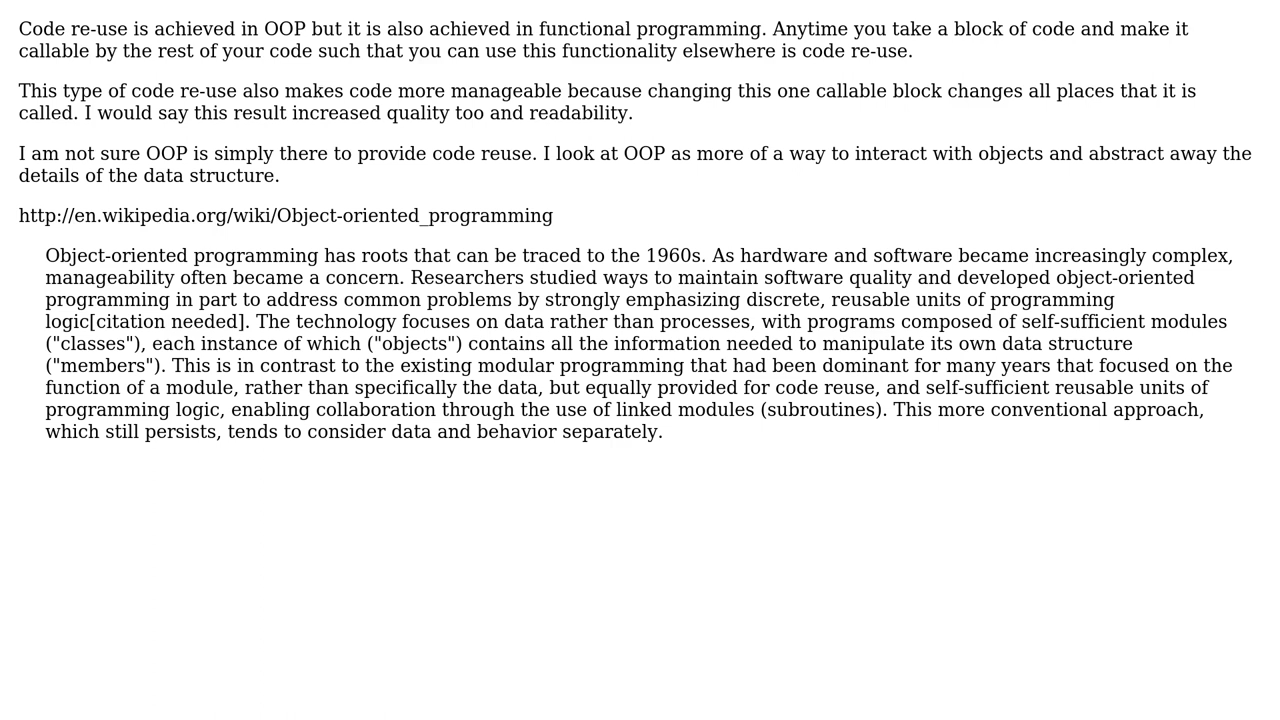 Code re-use is achieved in OOP but it is also achieved in functional programming. Anytime you take a block of code and make it
callable by the rest of your code such that you can use this functionality elsewhere is code re-use.
This type of code re-use also makes code more manageable because changing this one callable block changes all places that it is
called. I would say this result increased quality too and readability.
I am not sure OOP is simply there to provide code reuse. I look at OOP as more of a way to interact with objects and abstract away the
details of the data structure.
http://en.wikipedia.org/wiki/Object-oriented_programming
Object-oriented programming has roots that can be traced to the 1960s. As hardware and software became increasingly complex,
manageability often became a concern. Researchers studied ways to maintain software quality and developed object-oriented
programming in part to address common problems by strongly emphasizing discrete, reusable units of programming
logic[citation needed]. The technology focuses on data rather than processes, with programs composed of self-sufficient modules
("classes"), each instance of which ("objects") contains all the information needed to manipulate its own data structure
("members"). This is in contrast to the existing modular programming that had been dominant for many years that focused on the
function of a module, rather than specifically the data, but equally provided for code reuse, and self-sufficient reusable units of
programming logic, enabling collaboration through the use of linked modules (subroutines). This more conventional approach,
which still persists, tends to consider data and behavior separately.